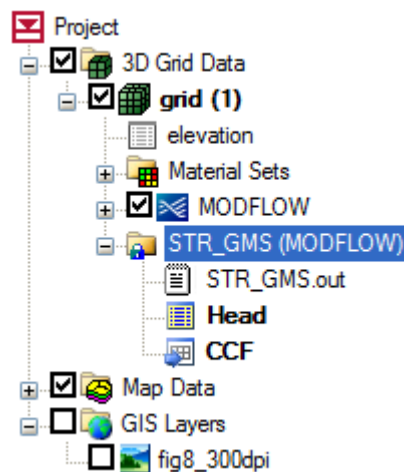 Project
3D Grid Data
grid (1)
elevation
Material Sets
MODFLOW
STR_GMS (MODFLOW)
STR_GMS.out
Head
CCF
Map Data
GIS Layers
fig8_300dpi